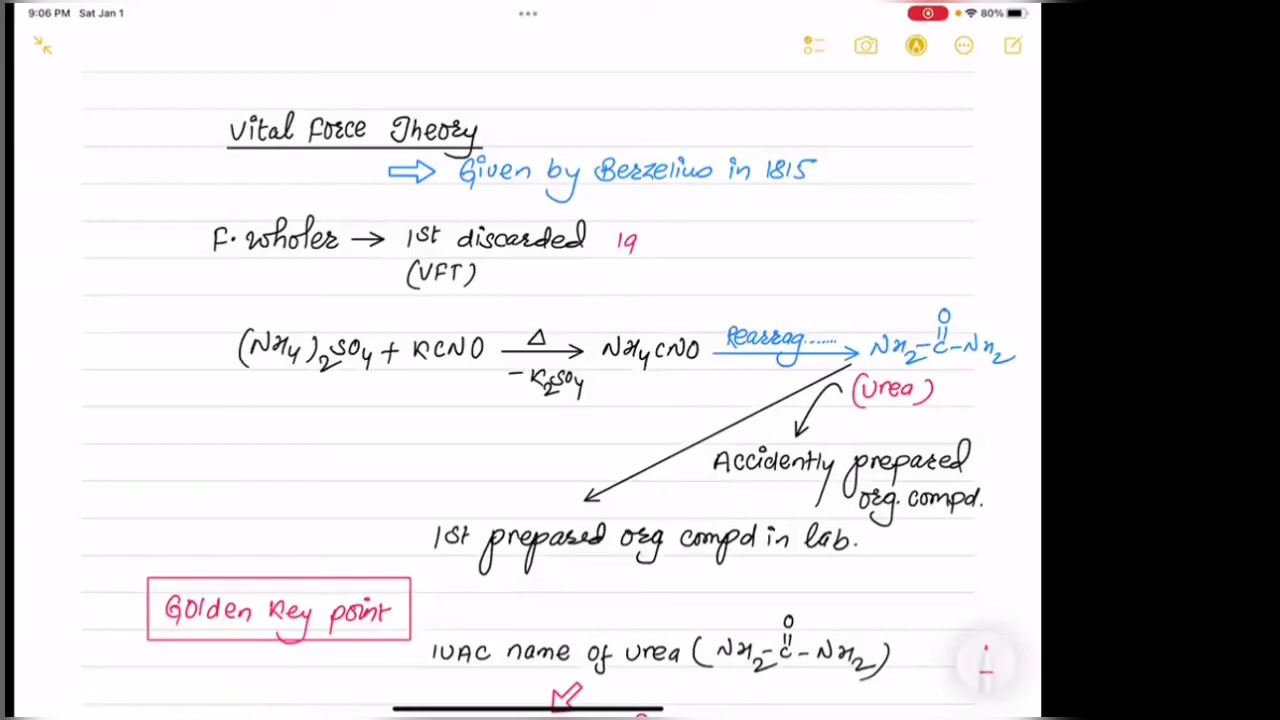 9:06 PM Sat Jan 1
80%
Vital Force Theory
⇒ Given by Berzelius in 1815
F. Wholer → 1st discarded 19
(VFT)
(NH4)2SO4 + KCNO →Δ NH4CNO →Rearrag...... NH2-C-NH2
O
-K2SO4
(Urea)
Accidently prepared
org. compd.
1st prepared org compd in lab.
Golden Key point
O
IUAC name of urea (NH2-C-NH2)